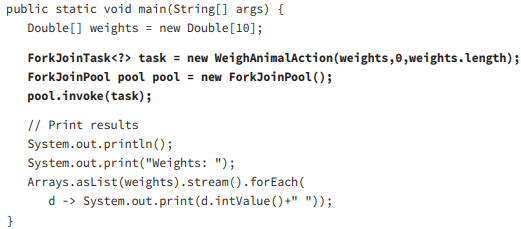 public static void main(String[] args) {
Double[] weights = new Double[10];
ForkJoinTask<?> task = new WeighAnimalAction(weights,0,weights.length);
ForkJoinPool pool pool = new ForkJoinPool();
pool.invoke(task);
// Print results
System.out.println();
System.out.print("Weights: ");
Arrays.asList(weights).stream().forEach(
d -> System.out.print(d.intValue()+" "));
}